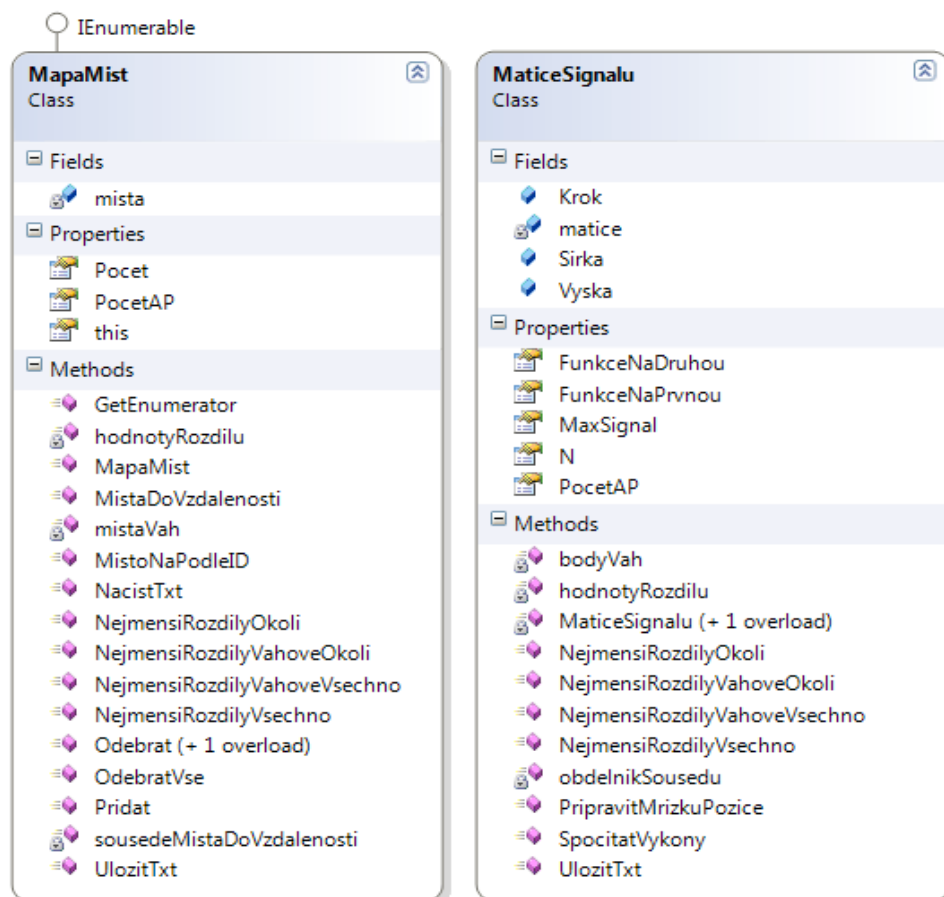 IEnumerable
MapaMist
Class
Fields
mista
Properties
Pocet
PocetAP
this
Methods
GetEnumerator
hodnotyRozdilu
MapaMist
MistaDoVzdalenosti
mistaVah
MistoNaPodleID
NacistTxt
NejmensiRozdilyOkoli
NejmensiRozdilyVahoveOkoli
NejmensiRozdilyVahoveVsechno
NejmensiRozdilyVsechno
Odebrat (+ 1 overload)
OdebratVse
Pridat
sousedeMistaDoVzdalenosti
UlozitTxt
MaticeSignalu
Class
Fields
Krok
matice
Sirka
Vyska
Properties
FunkceNaDruhou
FunkceNaPrvnou
MaxSignal
N
PocetAP
Methods
bodyVah
hodnotyRozdilu
MaticeSignalu (+ 1 overload)
NejmensiRozdilyOkoli
NejmensiRozdilyVahoveOkoli
NejmensiRozdilyVahoveVsechno
NejmensiRozdilyVsechno
obdelnikSousedu
PripravitMrizkuPozice
SpocitatVykony
UlozitTxt